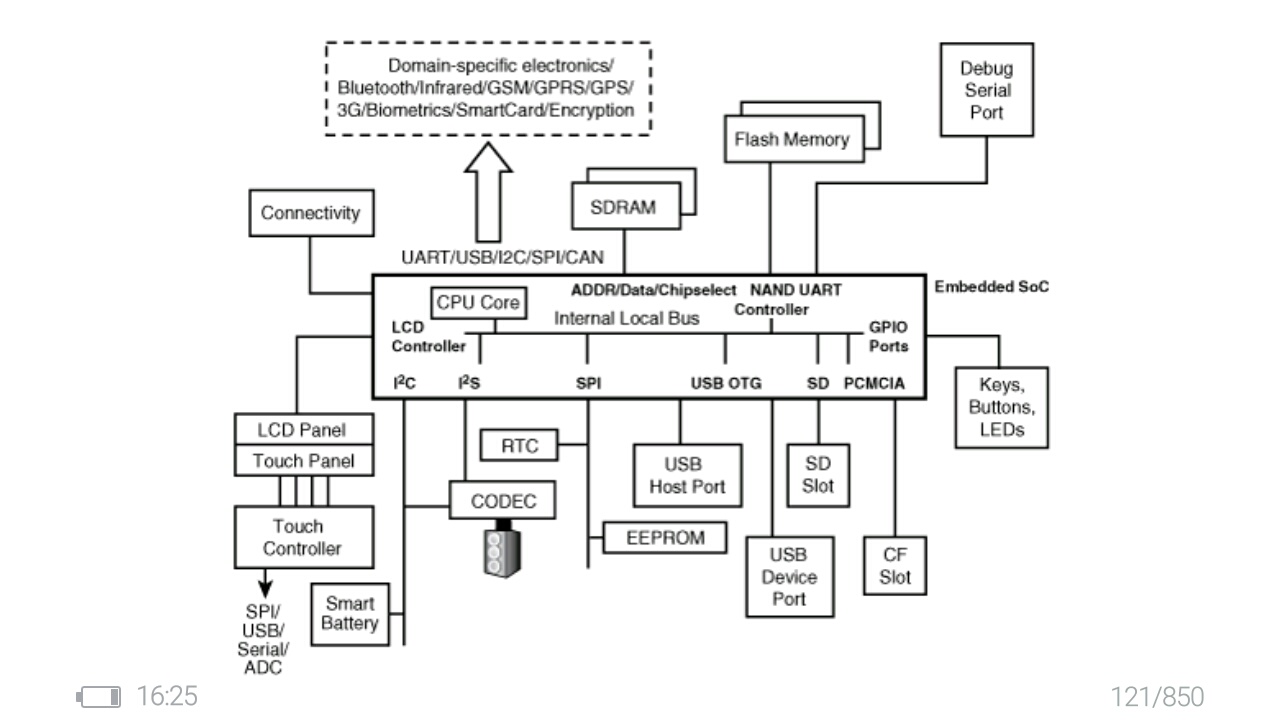 Domain-specific electronics/
Bluetooth/Infrared/GSM/GPRS/GPS/
3G/Biometrics/SmartCard/Encryption
Debug
Serial
Port
Flash Memory
SDRAM
Connectivity
UART/USB/I2C/SPI/CAN
Embedded SoC
ADDR/Data/Chipselect
NAND UART
Controller
CPU Core
Internal Local Bus
LCD
Controller
GPIO
Ports
I²C
I²S
SPI
USB OTG
SD
PCMCIA
Keys,
Buttons,
LEDs
LCD Panel
Touch Panel
RTC
USB
Host Port
SD
Slot
CODEC
Touch
Controller
EEPROM
USB
Device
Port
CF
Slot
Smart
Battery
SPI/
USB/
Serial/
ADC
16:25
121/850